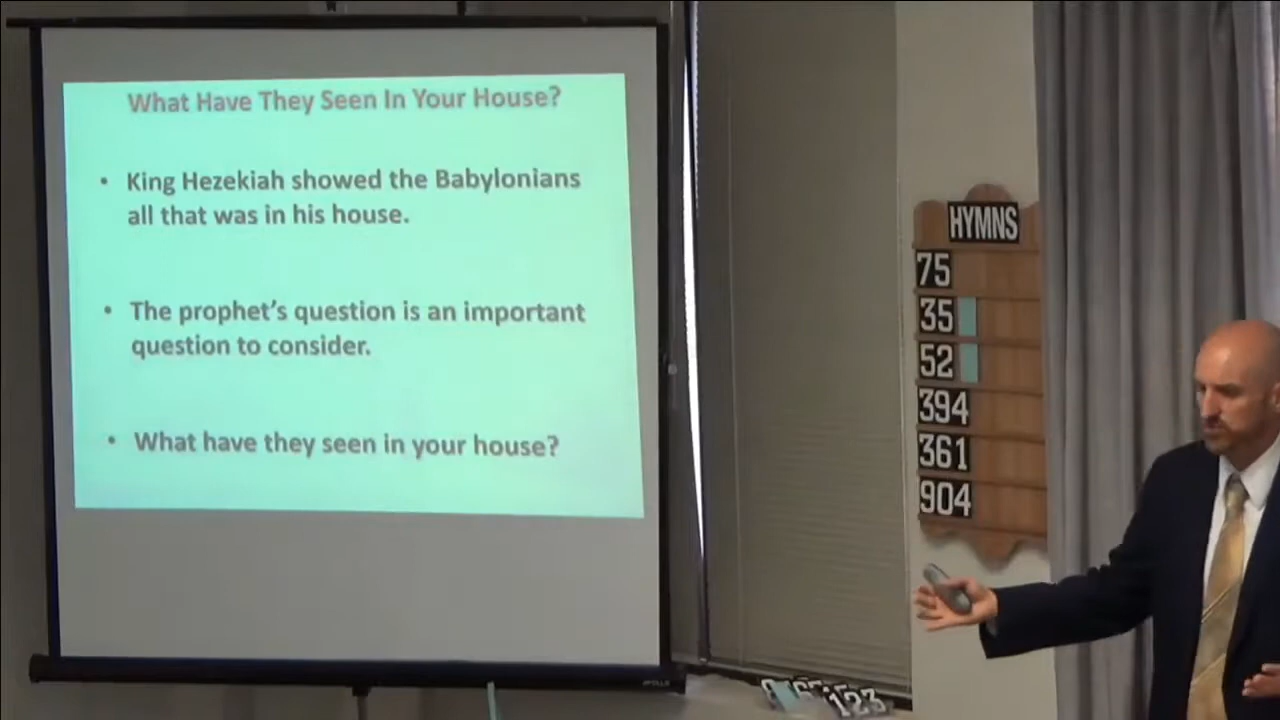 What Have They Seen In Your House?
• King Hezekiah showed the Babylonians
all that was in his house.
• The prophet's question is an important
question to consider.
• What have they seen in your house?
HYMNS
75
35
52
394
361
904
123